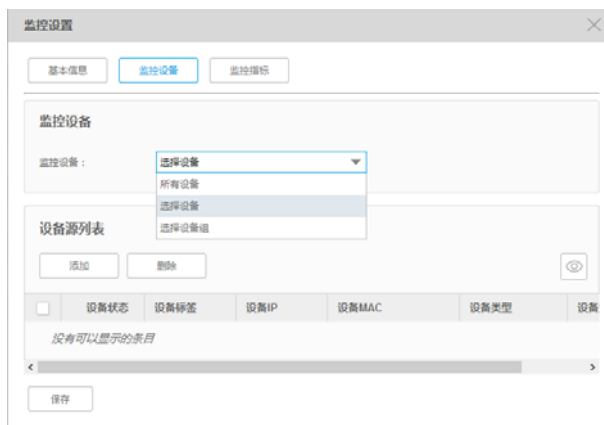 监控设置
基本信息 监控设备 监控指标
监控设备
监控设备： 选择设备
所有设备
选择设备
选择设备组
设备源列表
添加 删除
设备状态 设备标签 设备IP 设备MAC 设备类型 设备
没有可以显示的条目
保存